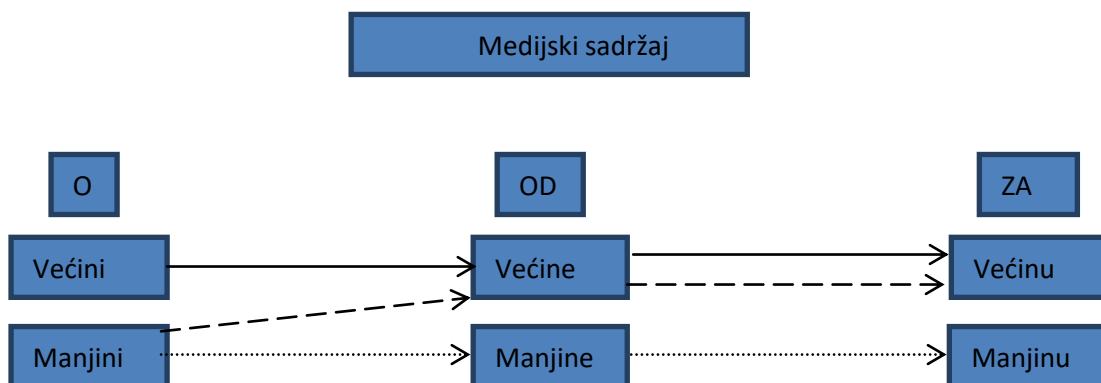 Medijski sadržaj
O
OD
ZA
Većini
Većine
Većinu
Manjini
Manjine
Manjinu